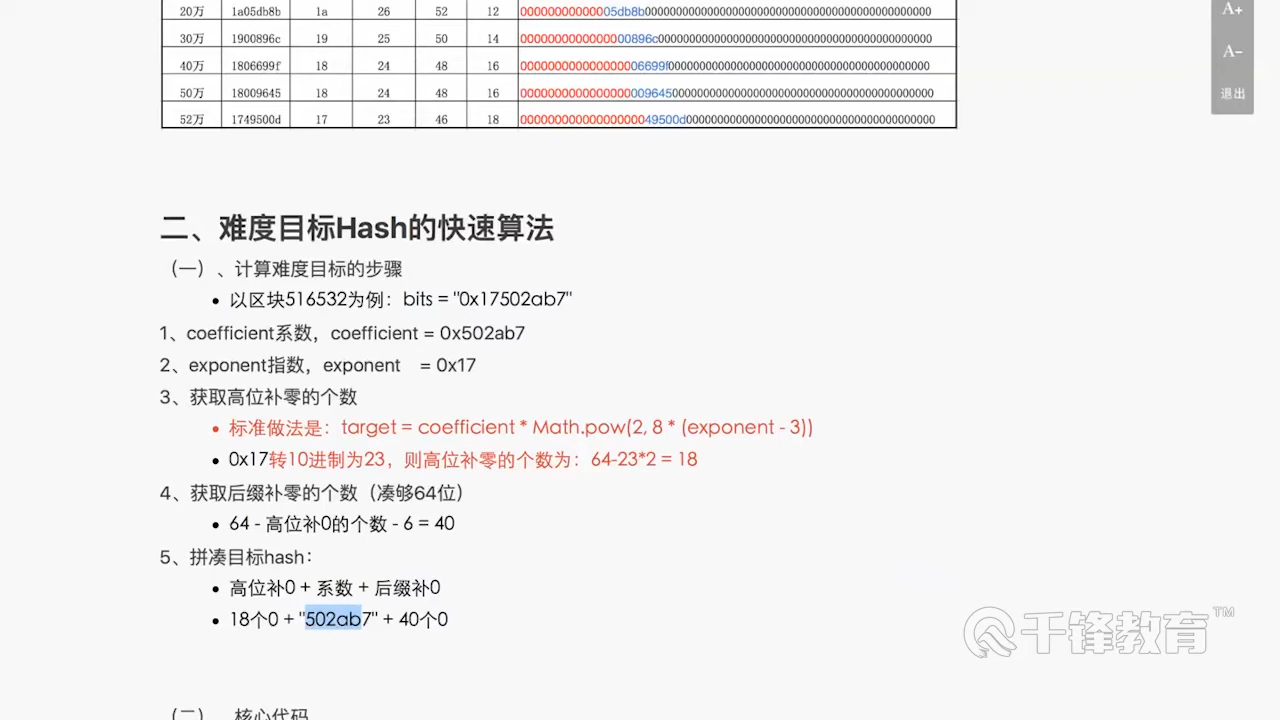 20万 1a05db8b 1a 26 52 12 00000000000005db8b0000000000000000000000000000000000000000000000
30万 1900896c 19 25 50 14 0000000000000000896c00000000000000000000000000000000000000000000
40万 1806699f 18 24 48 16 000000000000000006699f000000000000000000000000000000000000000000
50万 18009645 18 24 48 16 0000000000000000009645000000000000000000000000000000000000000000
52万 1749500d 17 23 46 18 00000000000000000049500d0000000000000000000000000000000000000000
A+
A-
退出
二、难度目标Hash的快速算法
（一）、计算难度目标的步骤
• 以区块516532为例：bits = "0x17502ab7"
1、coefficient系数，coefficient = 0x502ab7
2、exponent指数，exponent = 0x17
3、获取高位补零的个数
• 标准做法是：target = coefficient * Math.pow(2, 8 * (exponent - 3))
• 0x17转10进制为23，则高位补零的个数为：64-23*2 = 18
4、获取后缀补零的个数（凑够64位）
• 64 - 高位补0的个数 - 6 = 40
5、拼凑目标hash：
• 高位补0 + 系数 + 后缀补0
• 18个0 + "502ab7" + 40个0
千锋教育™
（二）、核心代码